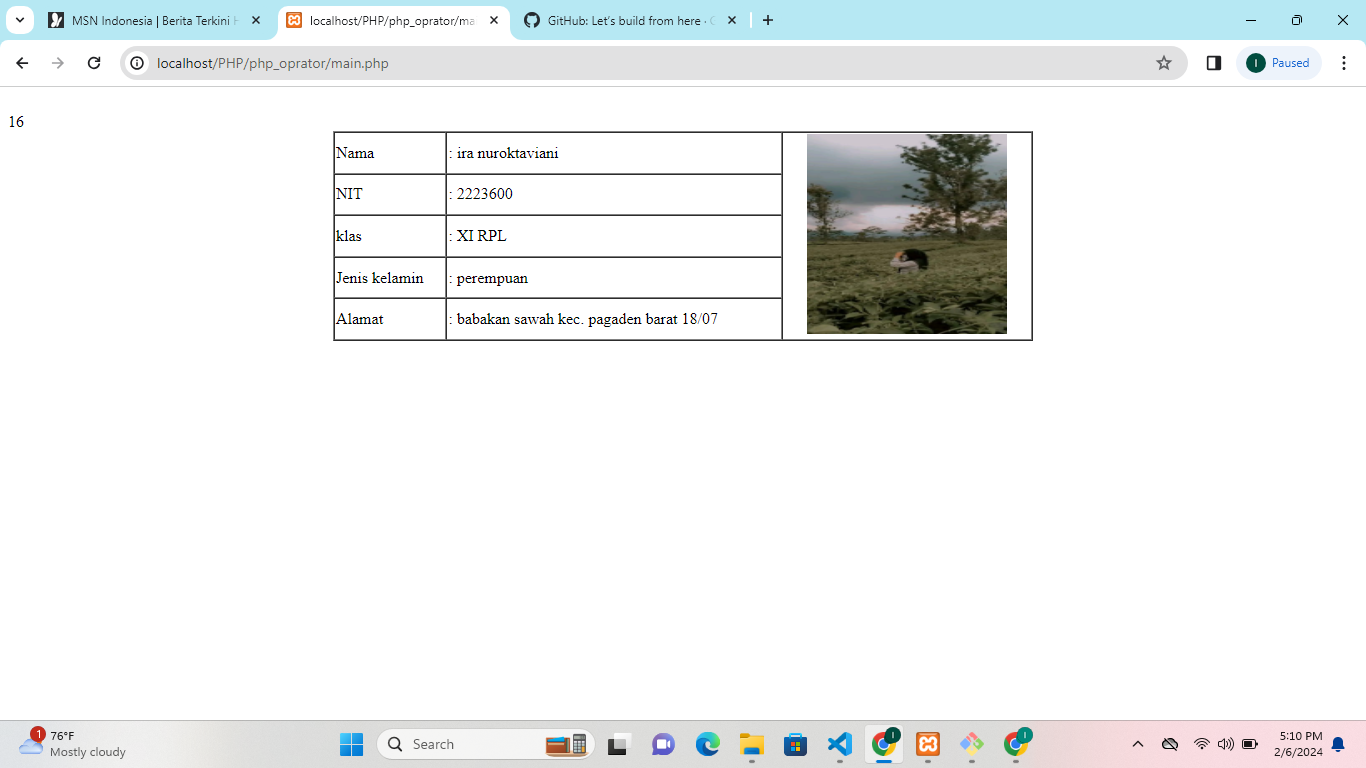 MSN Indonesia | Berita Terkini H
localhost/PHP/php_oprator/ma
GitHub: Let's build from here · G
localhost/PHP/php_oprator/main.php
I
Paused
16
Nama : ira nuroktaviani
NIT : 2223600
klas : XI RPL
Jenis kelamin : perempuan
Alamat : babakan sawah kec. pagaden barat 18/07
1
76°F
Mostly cloudy
Search
I
I
5:10 PM
2/6/2024